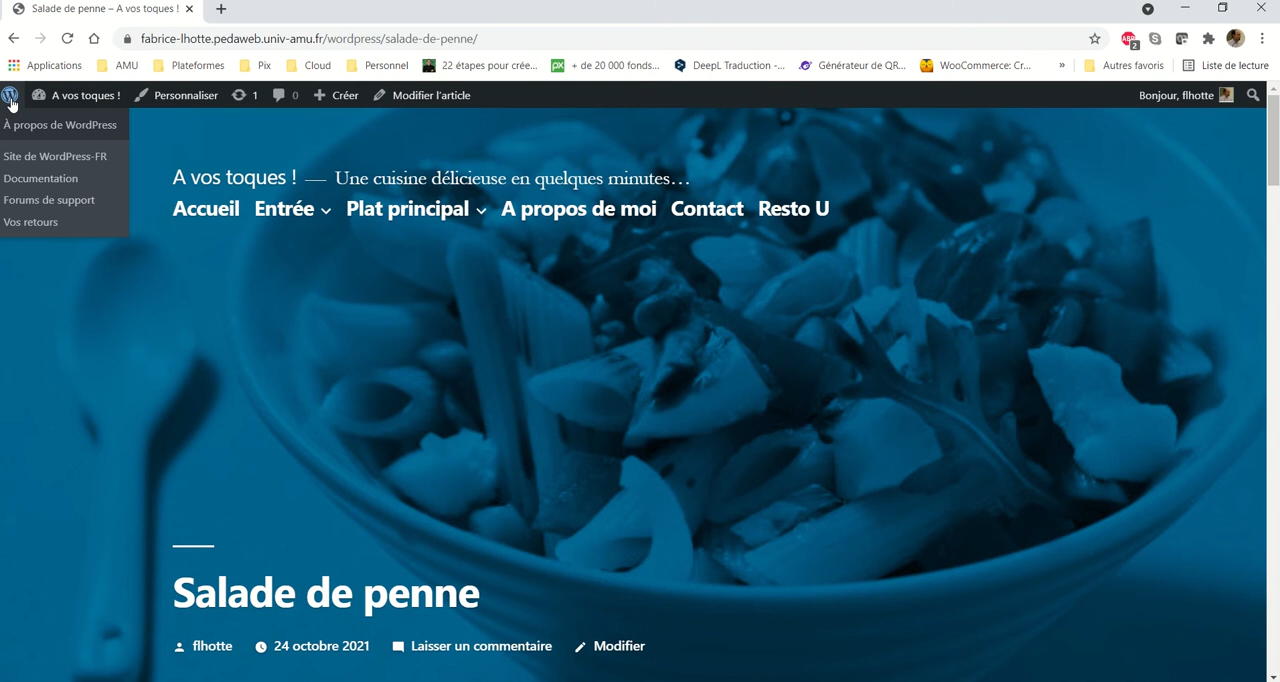 Salade de penne – A vos toques !
fabrice-lhotte.pedaweb.univ-amu.fr/wordpress/salade-de-penne/
ABP 2
Applications AMU Plateformes Pix Cloud Personnel 22 étapes pour crée... px + de 20 000 fonds... DeepL Traduction -... Générateur de QR... WooCommerce: Cr... » Autres favoris Liste de lecture
A vos toques ! Personnaliser 1 0 Créer Modifier l'article Bonjour, flhotte
À propos de WordPress
Site de WordPress-FR
Documentation
Forums de support
Vos retours
A vos toques ! — Une cuisine délicieuse en quelques minutes…
Accueil Entrée Plat principal A propos de moi Contact Resto U
Salade de penne
flhotte 24 octobre 2021 Laisser un commentaire Modifier